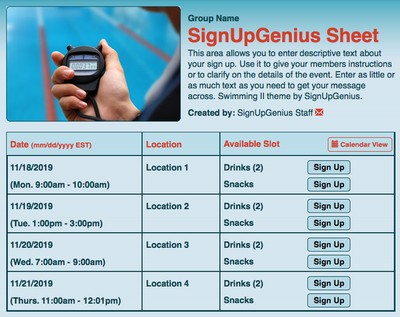 Group Name
SignUpGenius Sheet
This area allows you to enter descriptive text about
your sign up. Use it to give your members instructions
or to clarify on the details of the event. Enter as little or
as much text as you need to get your message
across. Swimming II theme by SignUpGenius.
Created by: SignUpGenius Staff
Date (mm/dd/yyyy EST) Location Available Slot Calendar View
11/18/2019 Location 1 Drinks (2) Sign Up
(Mon. 9:00am - 10:00am) Snacks Sign Up
11/19/2019 Location 2 Drinks (2) Sign Up
(Tue. 1:00pm - 3:00pm) Snacks Sign Up
11/20/2019 Location 3 Drinks (2) Sign Up
(Wed. 7:00am - 9:00am) Snacks Sign Up
11/21/2019 Location 4 Drinks (2) Sign Up
(Thurs. 11:00am - 12:01pm) Snacks Sign Up